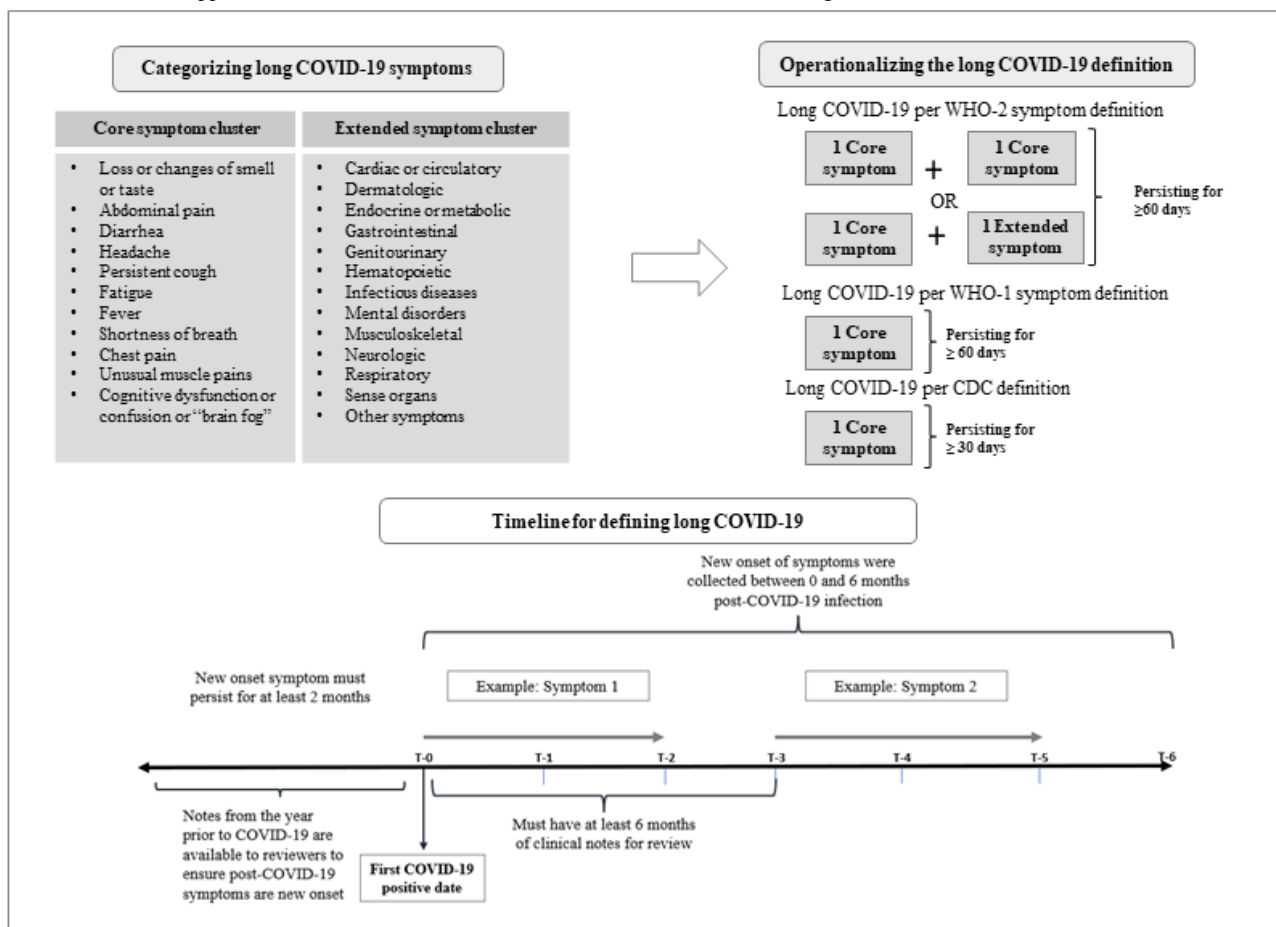 Categorizing long COVID-19 symptoms
Core symptom cluster
• Loss or changes of smell
or taste
• Abdominal pain
• Diarrhea
• Headache
• Persistent cough
• Fatigue
• Fever
• Shortness of breath
• Chest pain
• Unusual muscle pains
• Cognitive dysfunction or
confusion or “brain fog”
Extended symptom cluster
• Cardiac or circulatory
• Dermatologic
• Endocrine or metabolic
• Gastrointestinal
• Genitourinary
• Hematopoietic
• Infectious diseases
• Mental disorders
• Musculoskeletal
• Neurologic
• Respiratory
• Sense organs
• Other symptoms
Operationalizing the long COVID-19 definition
Long COVID-19 per WHO-2 symptom definition
1 Core
symptom
+
1 Core
symptom
OR
1 Core
symptom
+
1 Extended
symptom
Persisting for
≥60 days
Long COVID-19 per WHO-1 symptom definition
1 Core
symptom
Persisting for
≥ 60 days
Long COVID-19 per CDC definition
1 Core
symptom
Persisting for
≥ 30 days
Timeline for defining long COVID-19
New onset of symptoms were
collected between 0 and 6 months
post-COVID-19 infection
New onset symptom must
persist for at least 2 months
Example: Symptom 1
Example: Symptom 2
T-0 T-1 T-2 T-3 T-4 T-5 T-6
Notes from the year
prior to COVID-19 are
available to reviewers to
ensure post-COVID-19
symptoms are new onset
First COVID-19
positive date
Must have at least 6 months
of clinical notes for review